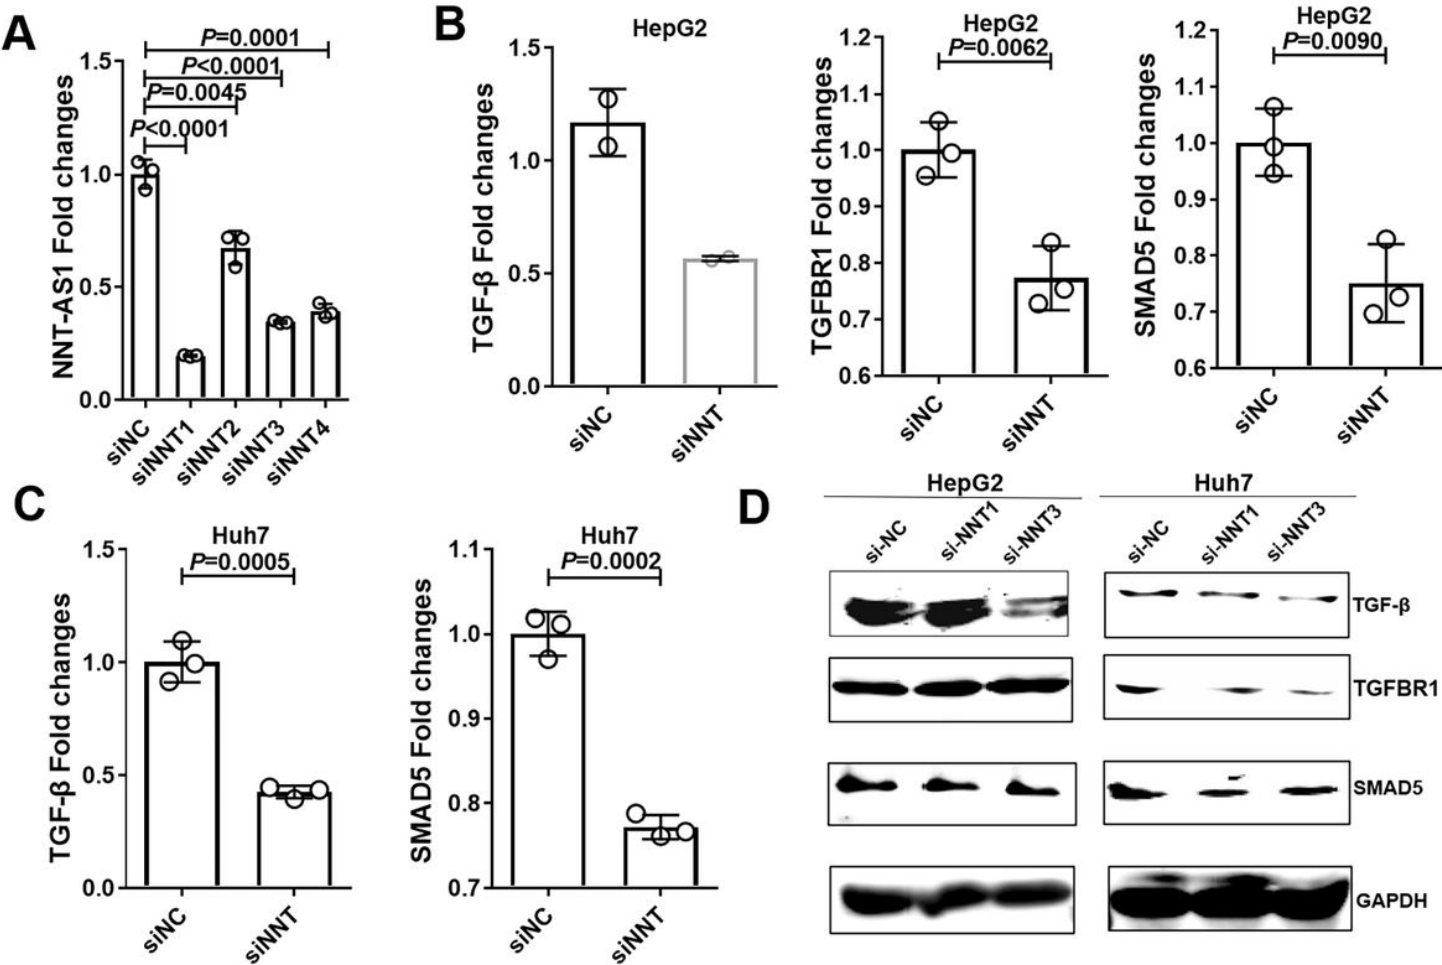 A
NNT-AS1 Fold changes
1.5
1.0
0.5
0.0
P=0.0001
P<0.0001
P=0.0045
P<0.0001
siNC
siNNT1
siNNT2
siNNT3
siNNT4
B
HepG2
TGF-β Fold changes
1.5
1.0
0.5
0.0
siNC
siNNT
HepG2
P=0.0062
TGFBR1 Fold changes
1.2
1.1
1.0
0.9
0.8
0.7
0.6
siNC
siNNT
HepG2
P=0.0090
SMAD5 Fold changes
1.2
1.1
1.0
0.9
0.8
0.7
0.6
siNC
siNNT
C
Huh7
P=0.0005
TGF-β Fold changes
1.5
1.0
0.5
0.0
siNC
siNNT
Huh7
P=0.0002
SMAD5 Fold changes
1.1
1.0
0.9
0.8
0.7
siNC
siNNT
D
HepG2
Huh7
si-NC
si-NNT1
si-NNT3
si-NC
si-NNT1
si-NNT3
TGF-β
TGFBR1
SMAD5
GAPDH